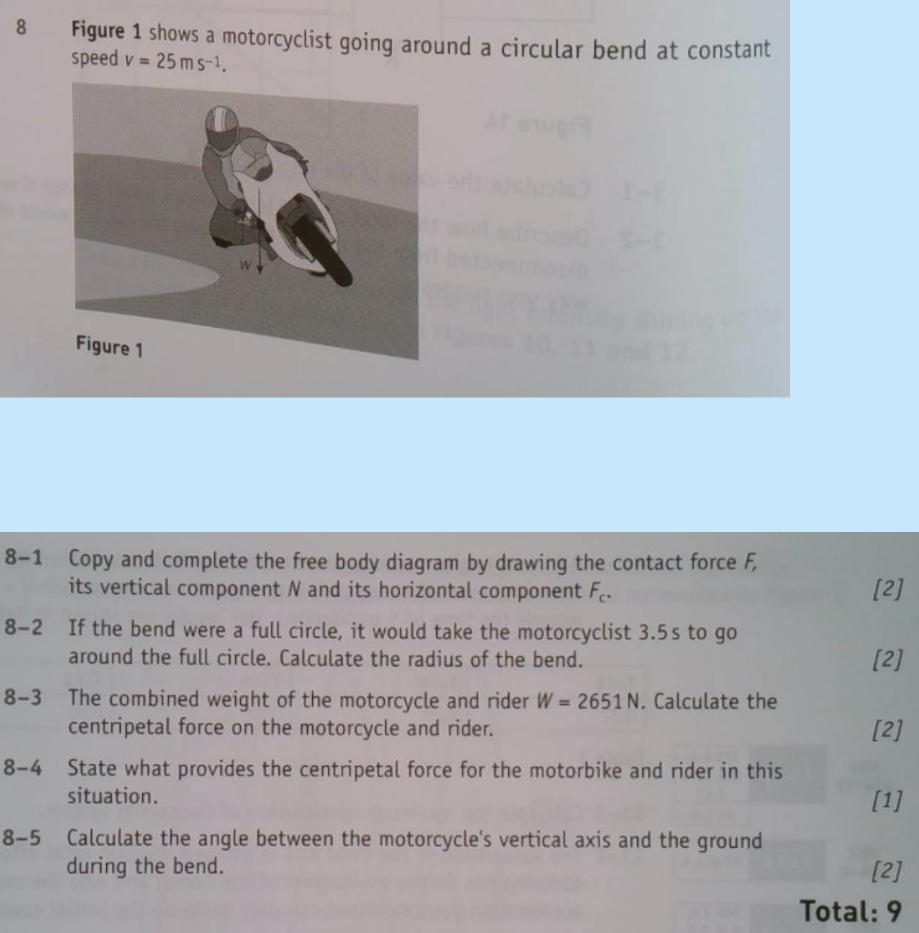 8 Figure 1 shows a motorcyclist going around a circular bend at constant
speed v = 25 m s⁻¹.
W
Figure 1
8–1 Copy and complete the free body diagram by drawing the contact force F,
its vertical component N and its horizontal component Fc. [2]
8–2 If the bend were a full circle, it would take the motorcyclist 3.5 s to go
around the full circle. Calculate the radius of the bend. [2]
8–3 The combined weight of the motorcycle and rider W = 2651 N. Calculate the
centripetal force on the motorcycle and rider. [2]
8–4 State what provides the centripetal force for the motorbike and rider in this
situation. [1]
8–5 Calculate the angle between the motorcycle's vertical axis and the ground
during the bend. [2]
Total: 9